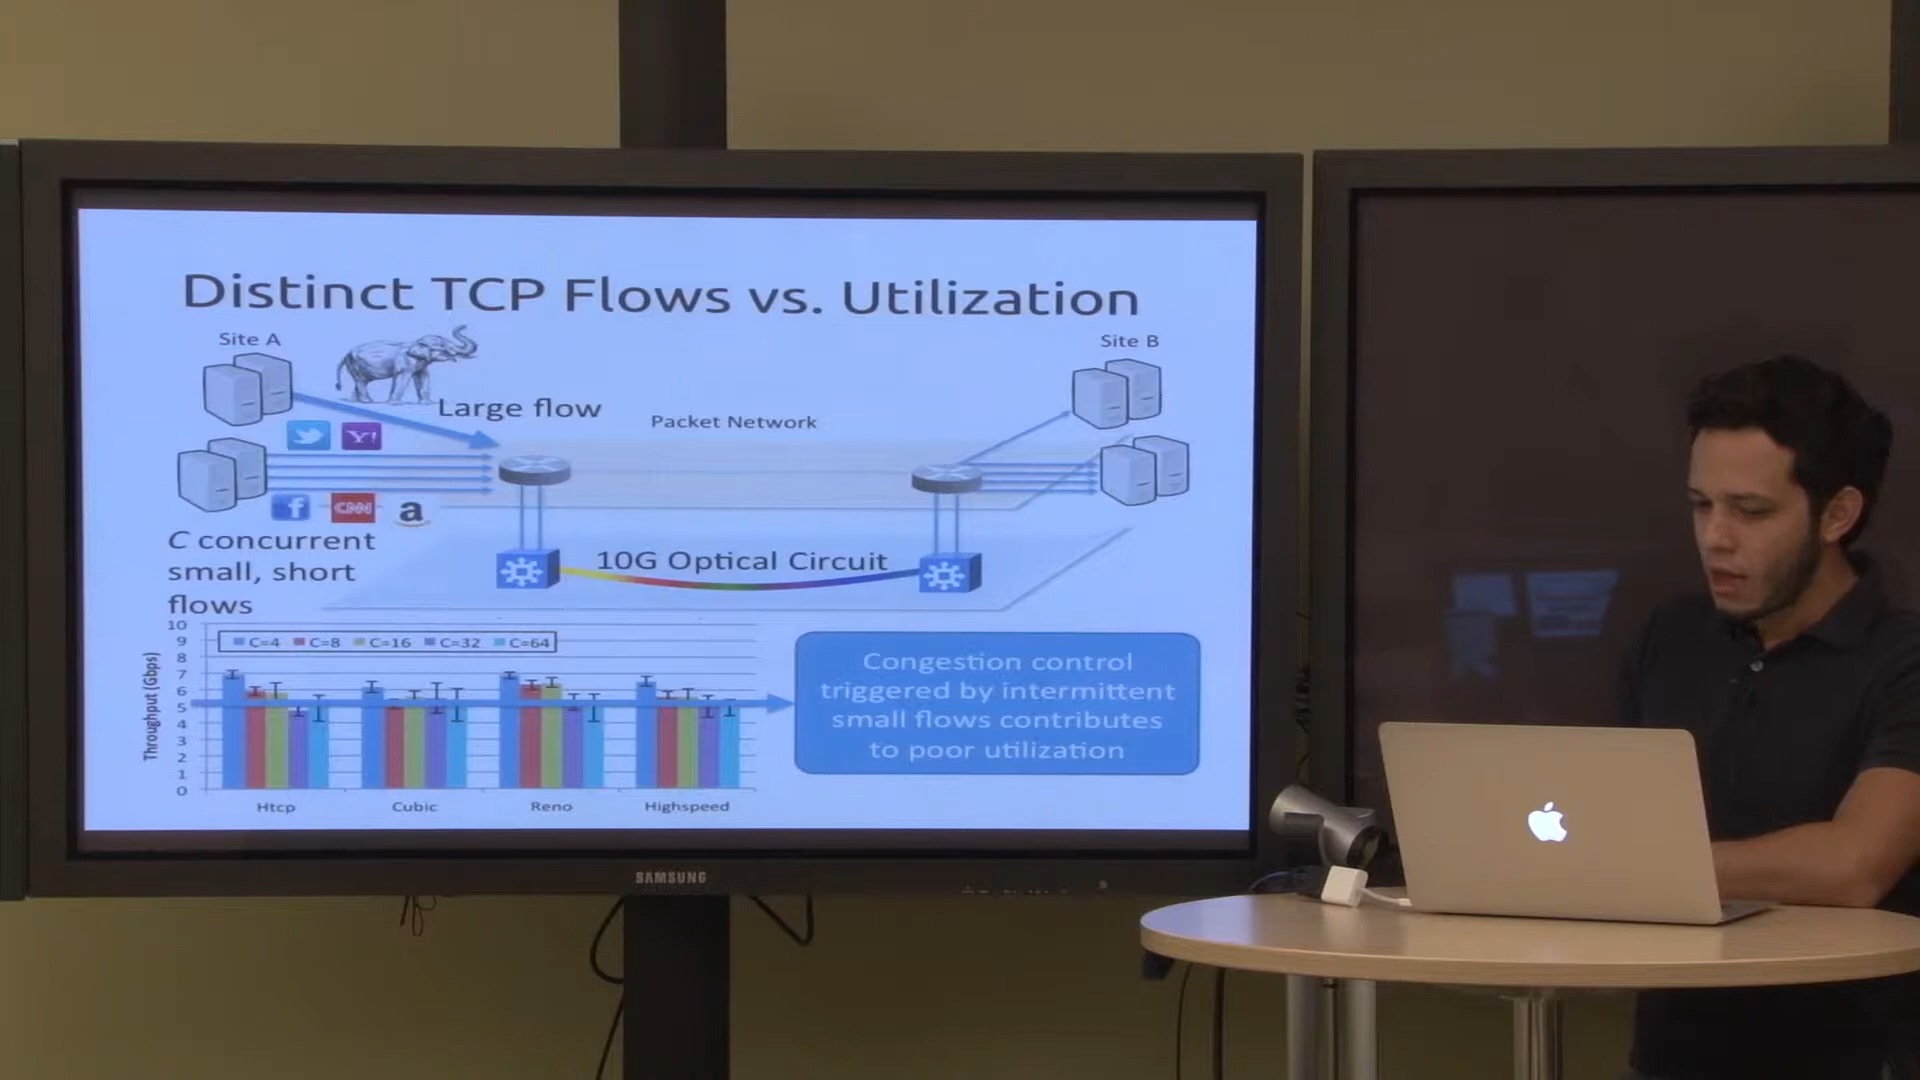 Distinct TCP Flows vs. Utilization
Site A
Site B
Large flow
Packet Network
Y!
f
CNN
a
C concurrent
small, short
flows
10G Optical Circuit
Throughput (Gbps)
10
9
8
7
6
5
4
3
2
1
0
C=4 C=8 C=16 C=32 C=64
Htcp Cubic Reno Highspeed
Congestion control
triggered by intermittent
small flows contributes
to poor utilization
SAMSUNG